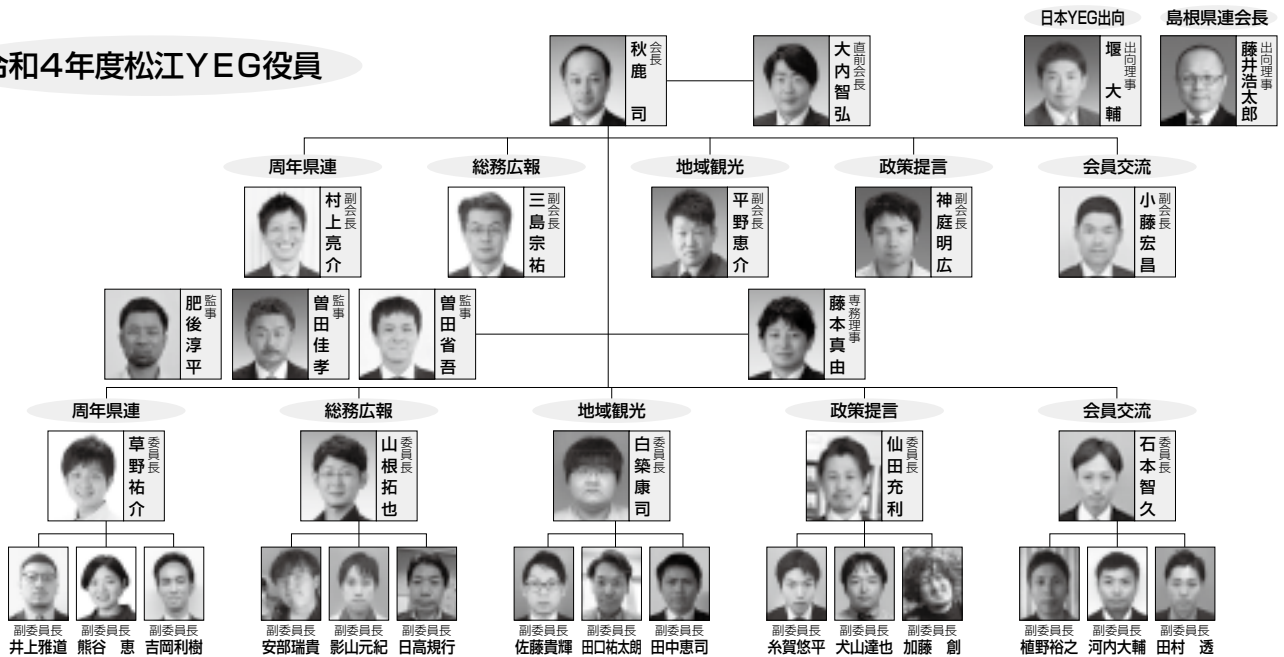 令和4年度松江YEG役員
日本YEG出向
島根県連会長
会長
秋鹿 司
直前会長
大内智弘
出向理事
堰 大輔
出向理事
藤井浩太郎
周年県連
総務広報
地域観光
政策提言
会員交流
副会長
村上亮介
副会長
三島宗祐
副会長
平野恵介
副会長
神庭明広
副会長
小藤宏昌
監事
肥後淳平
監事
曽田佳孝
監事
曽田省吾
専務理事
藤本真由
周年県連
総務広報
地域観光
政策提言
会員交流
委員長
草野祐介
委員長
山根拓也
委員長
白築康司
委員長
仙田充利
委員長
石本智久
副委員長
井上雅道
副委員長
熊谷 恵
副委員長
吉岡利樹
副委員長
安部瑞貴
副委員長
影山元紀
副委員長
日高規行
副委員長
佐藤貴輝
副委員長
田口祐太朗
副委員長
田中恵司
副委員長
糸賀悠平
副委員長
犬山達也
副委員長
加藤 創
副委員長
植野裕之
副委員長
河内大輔
副委員長
田村 透